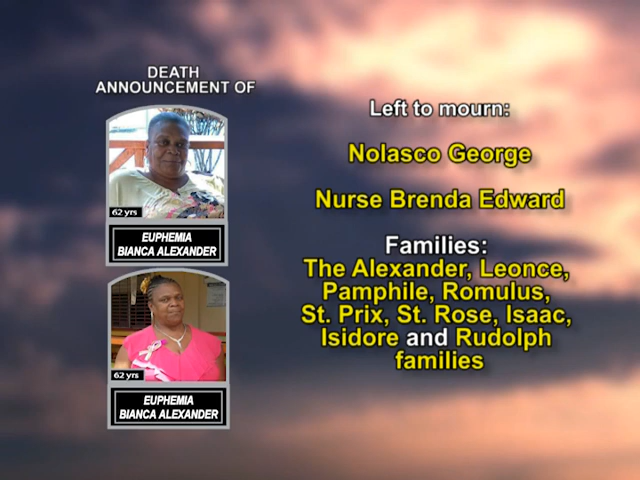 DEATH
ANNOUNCEMENT OF
62 yrs
EUPHEMIA
BIANCA ALEXANDER
62 yrs
EUPHEMIA
BIANCA ALEXANDER
Left to mourn:
Nolasco George
Nurse Brenda Edward
Families:
The Alexander, Leonce,
Pamphile, Romulus,
St. Prix, St. Rose, Isaac,
Isidore and Rudolph
families